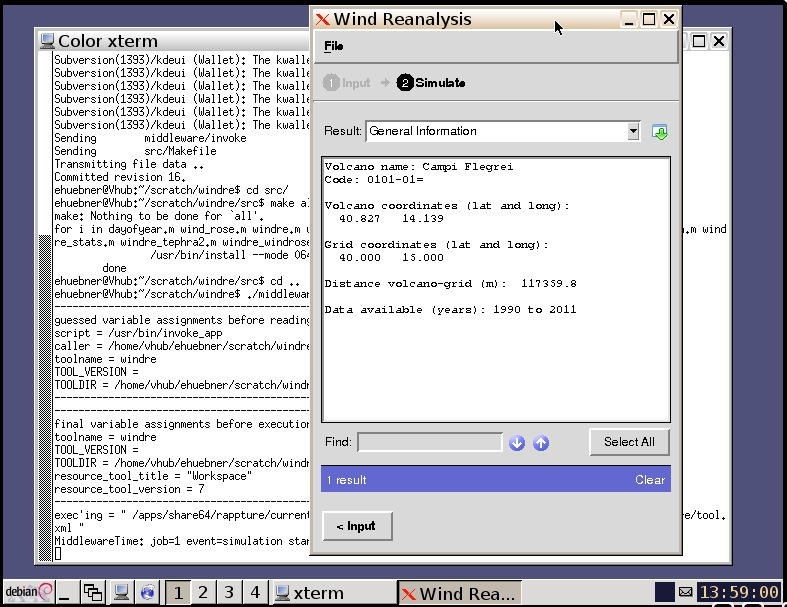 Wind Reanalysis
File
1 Input → 2 Simulate
Result: General Information
Volcano name: Campi Flegrei
Code: 0101-01=
Volcano coordinates (lat and long):
40.827 14.139
Grid coordinates (lat and long):
40.000 15.000
Distance volcano-grid (m): 117359.8
Data available (years): 1990 to 2011
Find:
Select All
1 result
Clear
< Input
Color xterm
Subversion(1393)/kdeui (Wallet): The kwalle
Subversion(1393)/kdeui (Wallet): The kwalle
Subversion(1393)/kdeui (Wallet): The kwalle
Subversion(1393)/kdeui (Wallet): The kwalle
Subversion(1393)/kdeui (Wallet): The kwalle
Subversion(1393)/kdeui (Wallet): The kwalle
Sending middleware/invoke
Sending src/Makefile
Transmitting file data ..
Committed revision 16.
ehuebner@Vhub:~/scratch/windre$ cd src/
ehuebner@Vhub:~/scratch/windre/src$ make al
make: Nothing to be done for `all'.
for i in dayofyear.m wind_rose.m windre.m w .m wind
re_stats.m windre_tephra2.m windre_windrose
/usr/bin/install --mode 064
done
ehuebner@Vhub:~/scratch/windre/src$ cd ..
ehuebner@Vhub:~/scratch/windre$ ./middlewar
guessed variable assignments before reading
script = /usr/bin/invoke_app
caller = /home/vhub/ehuebner/scratch/windre
toolname = windre
TOOL_VERSION =
TOOLDIR = /home/vhub/ehuebner/scratch/windr
final variable assignments before execution
toolname = windre
TOOL_VERSION =
TOOLDIR = /home/vhub/ehuebner/scratch/windr
resource_tool_title = "Workspace"
resource_tool_version = 7
exec'ing = " /apps/share64/rappture/current e/tool.
xml "
MiddlewareTime: job=1 event=simulation star
debian 1 2 3 4 xterm Wind Rea... 13:59:00